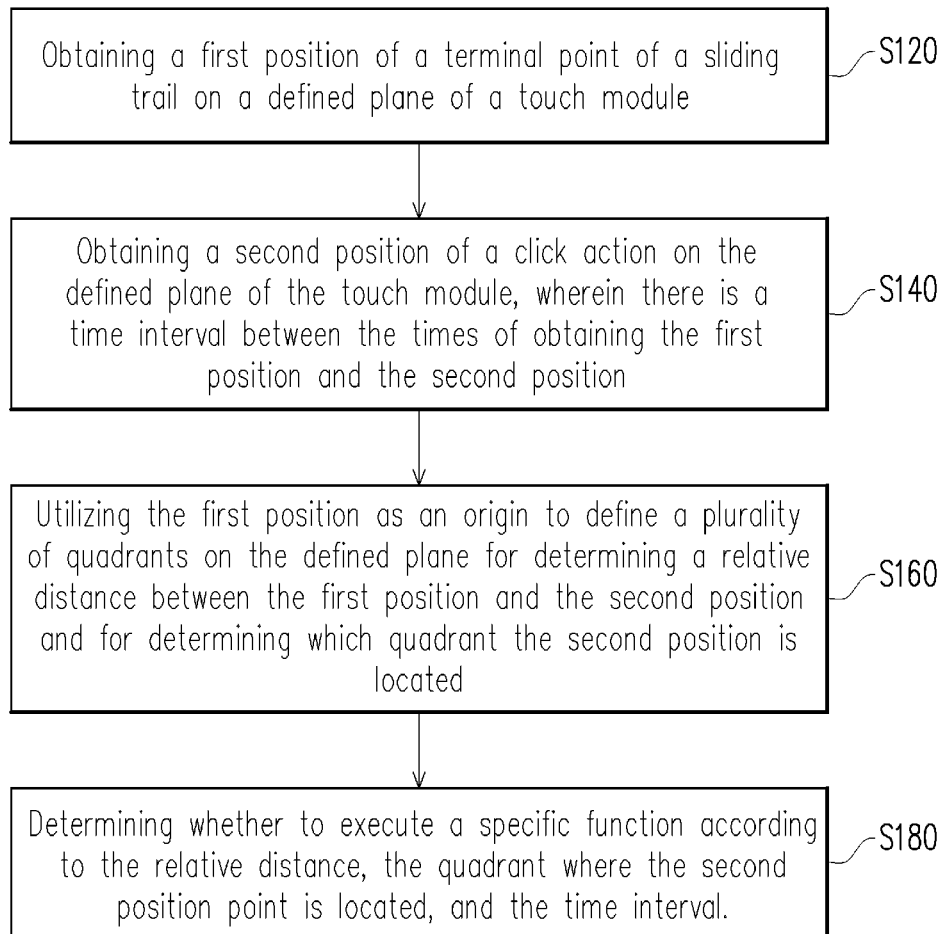 Obtaining a first position of a terminal point of a sliding
trail on a defined plane of a touch module
S120
Obtaining a second position of a click action on the
defined plane of the touch module, wherein there is a
time interval between the times of obtaining the first
position and the second position
S140
Utilizing the first position as an origin to define a plurality
of quadrants on the defined plane for determining a relative
distance between the first position and the second position
and for determining which quadrant the second position is
located
S160
Determining whether to execute a specific function according
to the relative distance, the quadrant where the second
position point is located, and the time interval.
S180